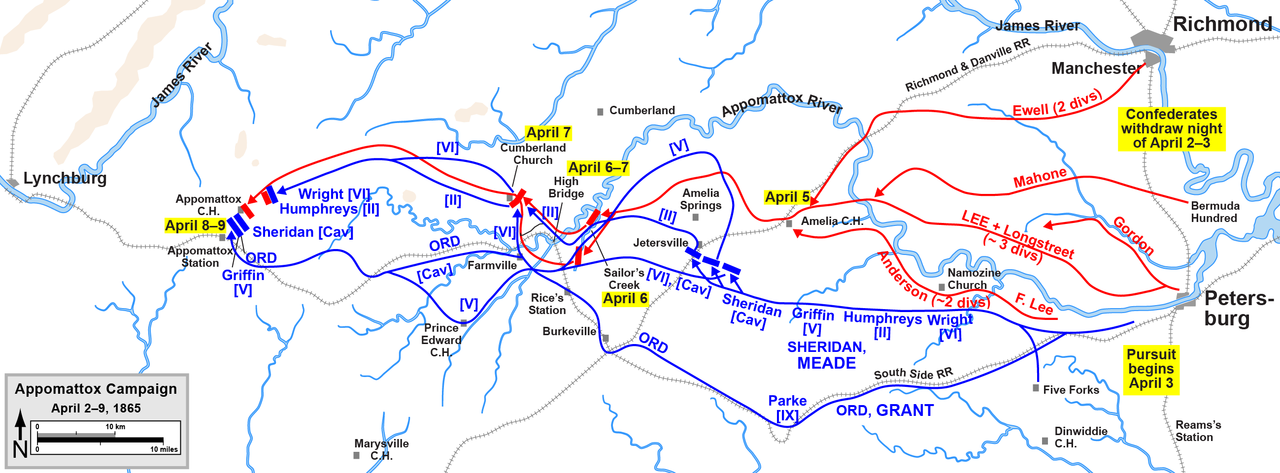 James River
Richmond
Manchester
Richmond & Danville RR
Ewell (2 divs)
Confederates
withdraw night
of April 2–3
James River
Appomattox River
Cumberland
April 7
Cumberland
Church
April 6–7
High
Bridge
[VI]
[V]
Lynchburg
Appomattox
C.H.
April 8–9
Appomattox
Station
Wright [VI]
Humphreys [II]
Sheridan [Cav]
ORD
Griffin
[V]
[II]
[II]
[VI]
[II]
Amelia
Springs
April 5
Amelia C.H.
Jetersville
Mahone
Bermuda
Hundred
LEE + Longstreet
(~ 3 divs)
Gordon
Anderson (~2 divs)
Namozine
Church
F. Lee
Peters-
burg
ORD
[Cav]
Farmville
[V]
Prince
Edward
C.H.
Rice's
Station
Burkeville
Sailor's
Creek
April 6
[VI], [Cav]
Sheridan
[Cav]
Griffin
[V]
Humphreys
[II]
Wright
[VI]
SHERIDAN,
MEADE
ORD
South Side RR
Parke
[IX]
ORD, GRANT
Pursuit
begins
April 3
Five Forks
Dinwiddie
C.H.
Reams's
Station
Marysville
C.H.
Appomattox Campaign
April 2–9, 1865
0 10 km
0 10 miles
N